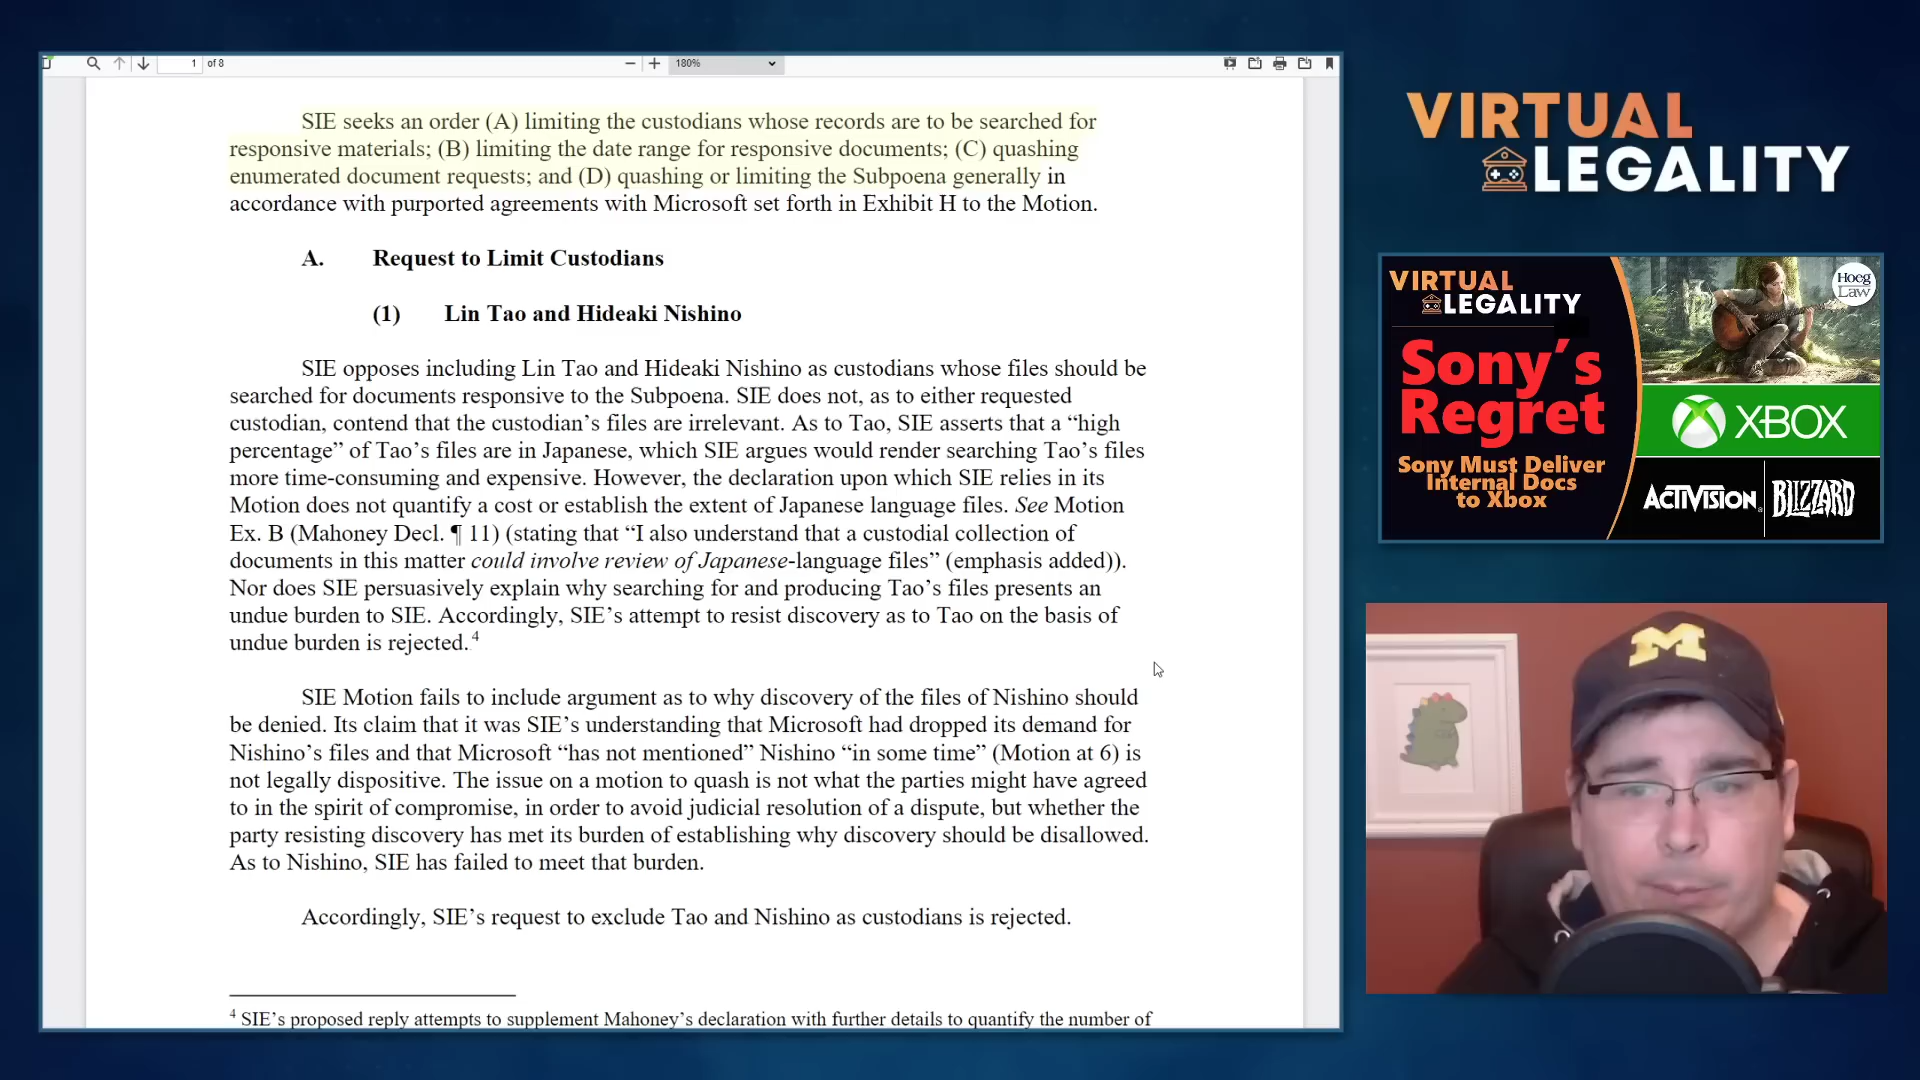 1 of 8
180%
SIE seeks an order (A) limiting the custodians whose records are to be searched for
responsive materials; (B) limiting the date range for responsive documents; (C) quashing
enumerated document requests; and (D) quashing or limiting the Subpoena generally in
accordance with purported agreements with Microsoft set forth in Exhibit H to the Motion.
A. Request to Limit Custodians
(1) Lin Tao and Hideaki Nishino
SIE opposes including Lin Tao and Hideaki Nishino as custodians whose files should be
searched for documents responsive to the Subpoena. SIE does not, as to either requested
custodian, contend that the custodian’s files are irrelevant. As to Tao, SIE asserts that a “high
percentage” of Tao’s files are in Japanese, which SIE argues would render searching Tao’s files
more time-consuming and expensive. However, the declaration upon which SIE relies in its
Motion does not quantify a cost or establish the extent of Japanese language files. See Motion
Ex. B (Mahoney Decl. ¶ 11) (stating that “I also understand that a custodial collection of
documents in this matter could involve review of Japanese-language files” (emphasis added)).
Nor does SIE persuasively explain why searching for and producing Tao’s files presents an
undue burden to SIE. Accordingly, SIE’s attempt to resist discovery as to Tao on the basis of
undue burden is rejected.4
SIE Motion fails to include argument as to why discovery of the files of Nishino should
be denied. Its claim that it was SIE’s understanding that Microsoft had dropped its demand for
Nishino’s files and that Microsoft “has not mentioned” Nishino “in some time” (Motion at 6) is
not legally dispositive. The issue on a motion to quash is not what the parties might have agreed
to in the spirit of compromise, in order to avoid judicial resolution of a dispute, but whether the
party resisting discovery has met its burden of establishing why discovery should be disallowed.
As to Nishino, SIE has failed to meet that burden.
Accordingly, SIE’s request to exclude Tao and Nishino as custodians is rejected.
4 SIE’s proposed reply attempts to supplement Mahoney’s declaration with further details to quantify the number of
VIRTUAL
LEGALITY
VIRTUAL
LEGALITY
Sony’s
Regret
Sony Must Deliver
Internal Docs
to Xbox
Hoeg
Law
XBOX
ACTIVISION
BLIZZARD
M